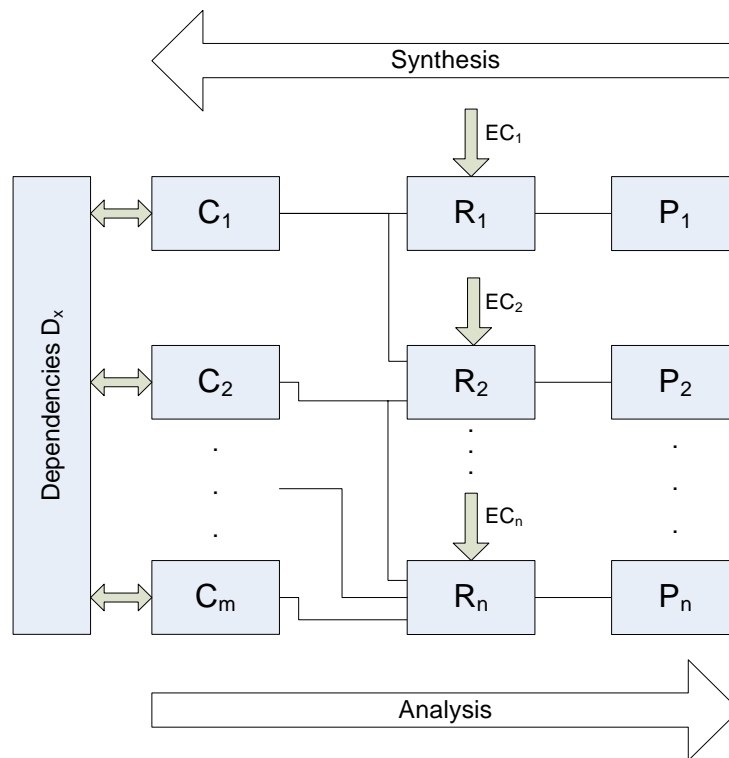 Synthesis
EC₁
Dependencies Dₓ
C₁
R₁
P₁
EC₂
C₂
R₂
P₂
ECₙ
Cₘ
Rₙ
Pₙ
Analysis